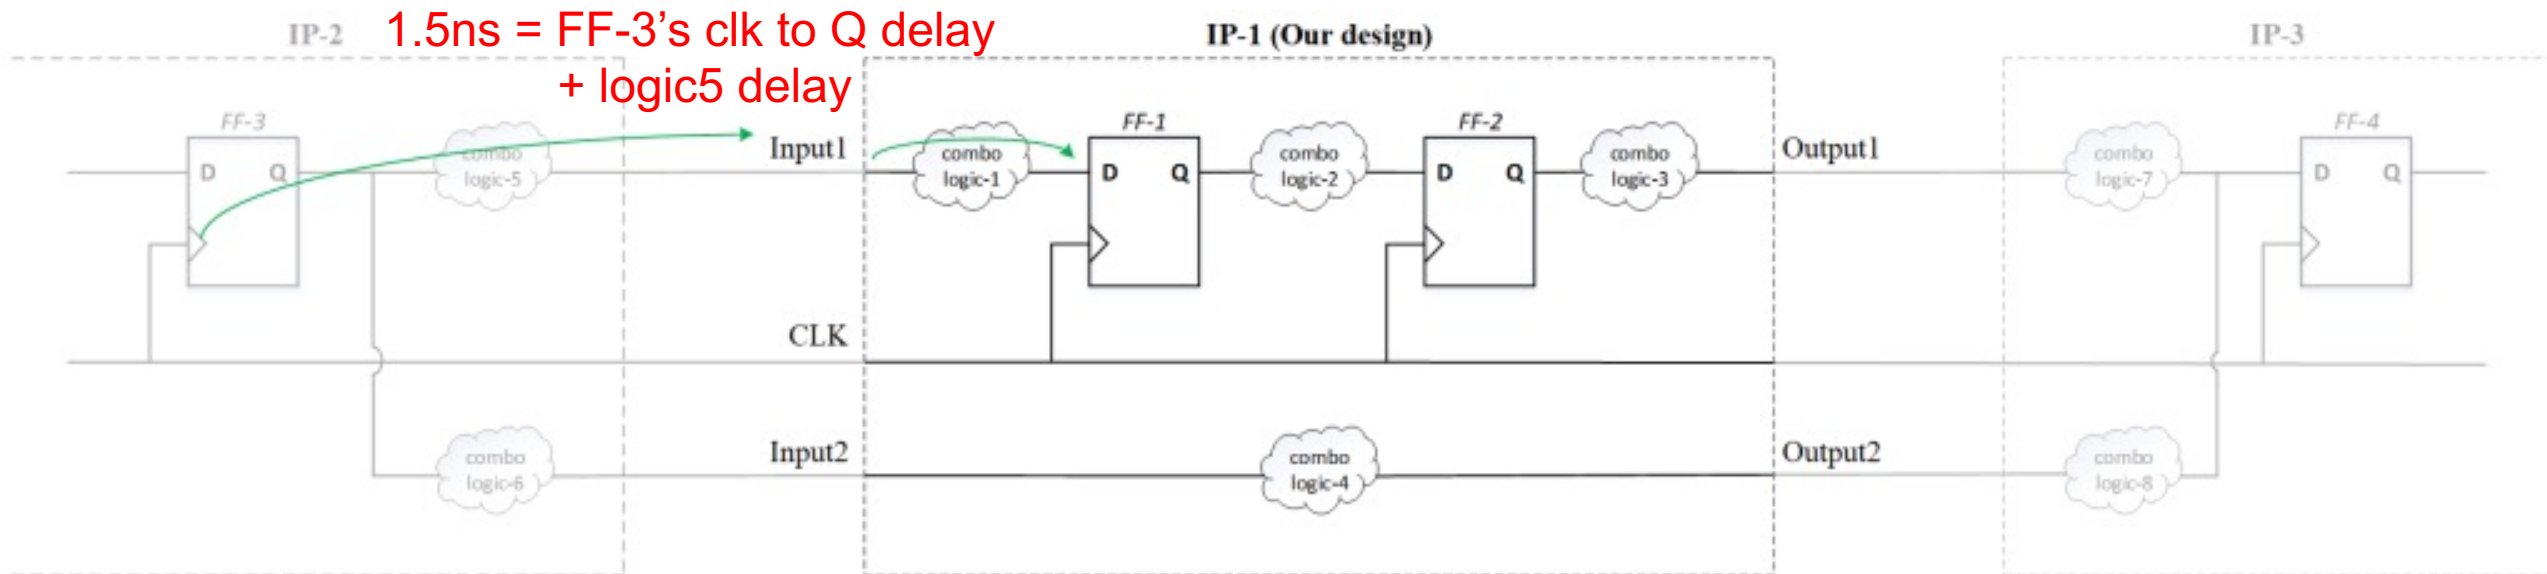 IP-2
1.5ns = FF-3's clk to Q delay
+ logic5 delay
IP-1 (Our design)
IP-3
FF-3
D Q
combo
logic-5
Input1
combo
logic-1
FF-1
D Q
combo
logic-2
FF-2
D Q
combo
logic-3
Output1
combo
logic-7
FF-4
D Q
CLK
combo
logic-6
Input2
combo
logic-4
Output2
combo
logic-8